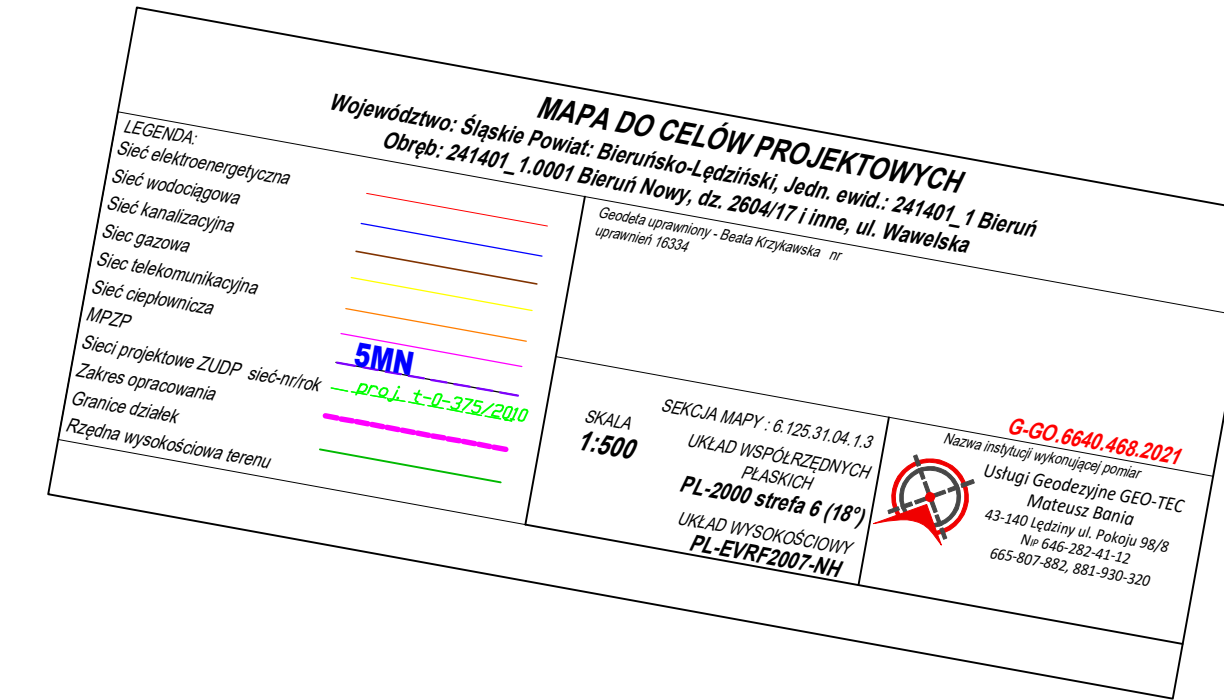 MAPA DO CELÓW PROJEKTOWYCH
Województwo: Śląskie Powiat: Bieruńsko-Lędziński, Jedn. ewid.: 241401_1 Bieruń
Obręb: 241401_1.0001 Bieruń Nowy, dz. 2604/17 i inne, ul. Wawelska
LEGENDA:
Sieć elektroenergetyczna
Sieć wodociągowa
Sieć kanalizacyjna
Siec gazowa
Siec telekomunikacyjna
Sieć ciepłownicza
MPZP
5MN
Sieci projektowe ZUDP sieć-nr/rok
proj. t-0-375/2010
Zakres opracowania
Granice działek
Rzędna wysokościowa terenu
Geodeta uprawniony - Beata Krzykawska nr
uprawnień 16334
SKALA
1:500
SEKCJA MAPY : 6.125.31.04.1.3
UKŁAD WSPÓŁRZĘDNYCH
PŁASKICH
PL-2000 strefa 6 (18°)
UKŁAD WYSOKOŚCIOWY
PL-EVRF2007-NH
G-GO.6640.468.2021
Nazwa instytucji wykonującej pomiar
Usługi Geodezyjne GEO-TEC
Mateusz Bania
43-140 Lędziny ul. Pokoju 98/8
NIP 646-282-41-12
665-807-882, 881-930-320